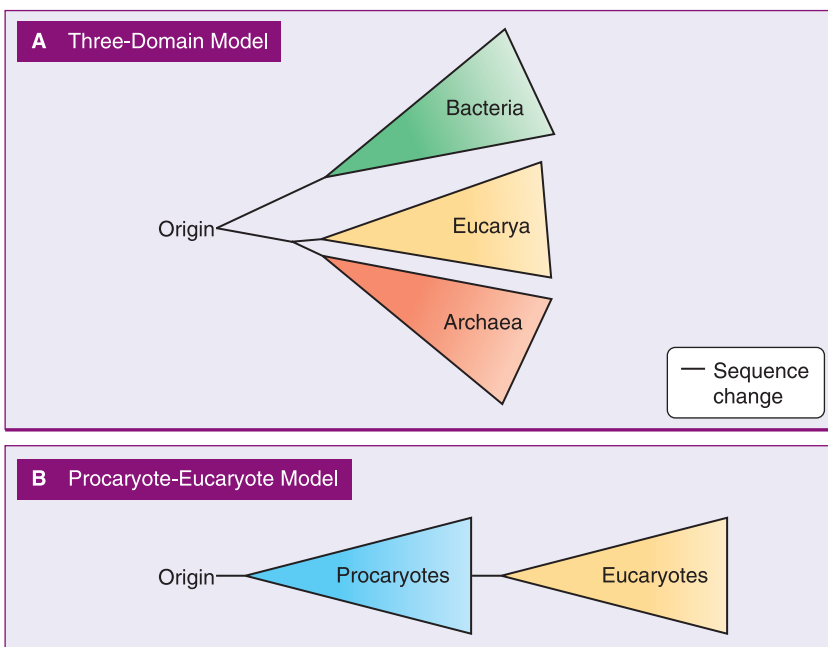 A Three-Domain Model
Bacteria
Origin
Eucarya
Archaea
Sequence
change
B Procaryote-Eucaryote Model
Origin
Procaryotes
Eucaryotes